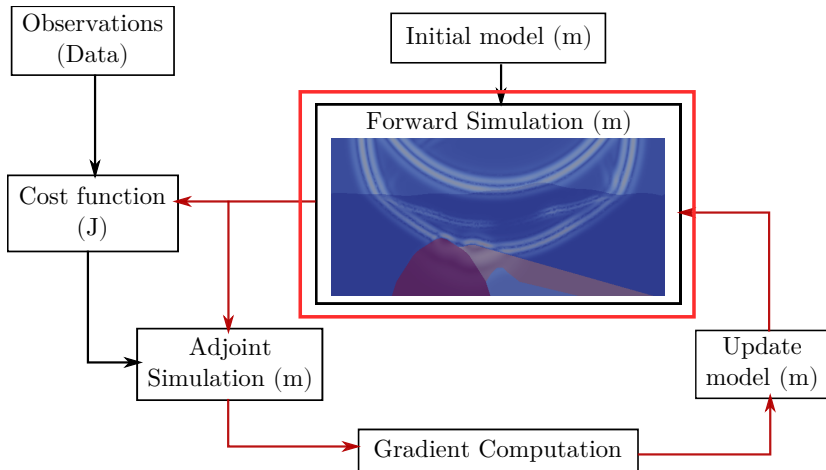 Observations
(Data)
Initial model (m)
Forward Simulation (m)
Cost function
(J)
Adjoint
Simulation (m)
Update
model (m)
Gradient Computation